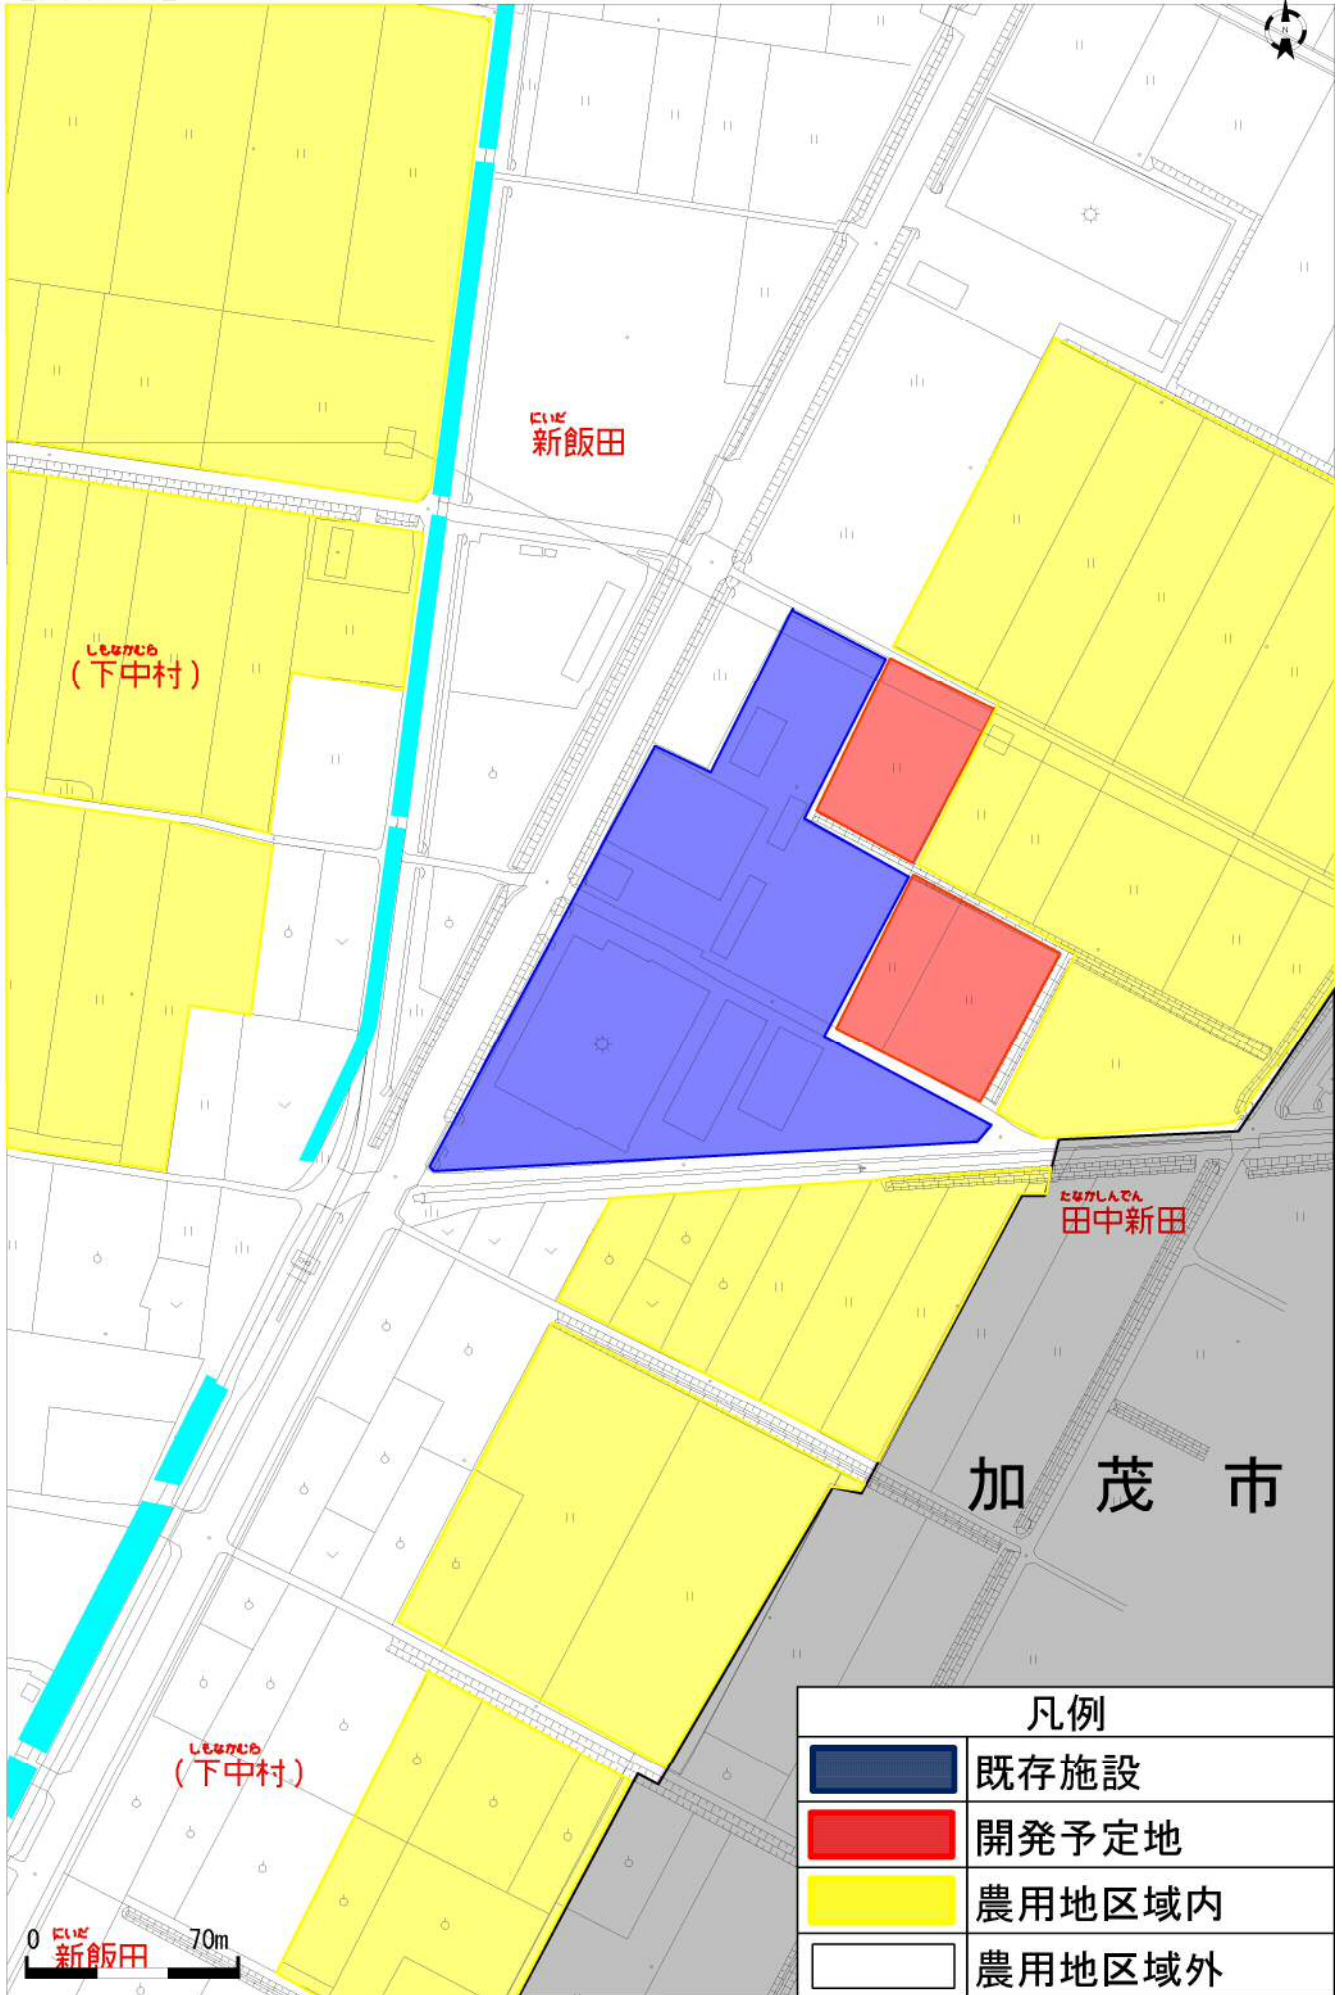 N
にいだ
新飯田
しもなかむら
(下中村)
たなかしんでん
田中新田
加茂市
しもなかむら
(下中村)
凡例
既存施設
開発予定地
農用地区域内
農用地区域外
0 70m
にいだ
新飯田